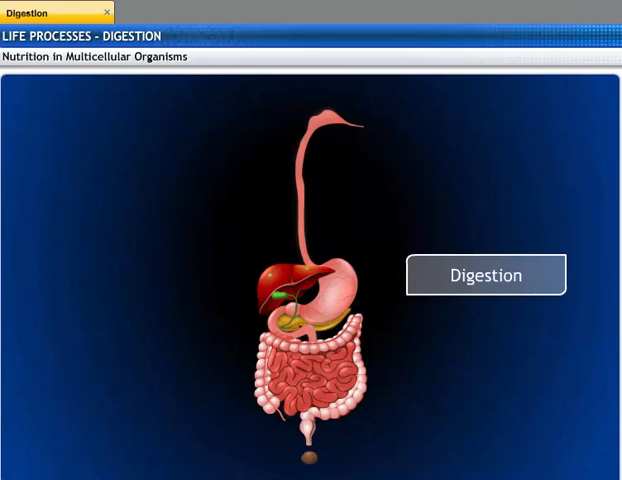 Digestion
LIFE PROCESSES - DIGESTION
Nutrition in Multicellular Organisms
Digestion